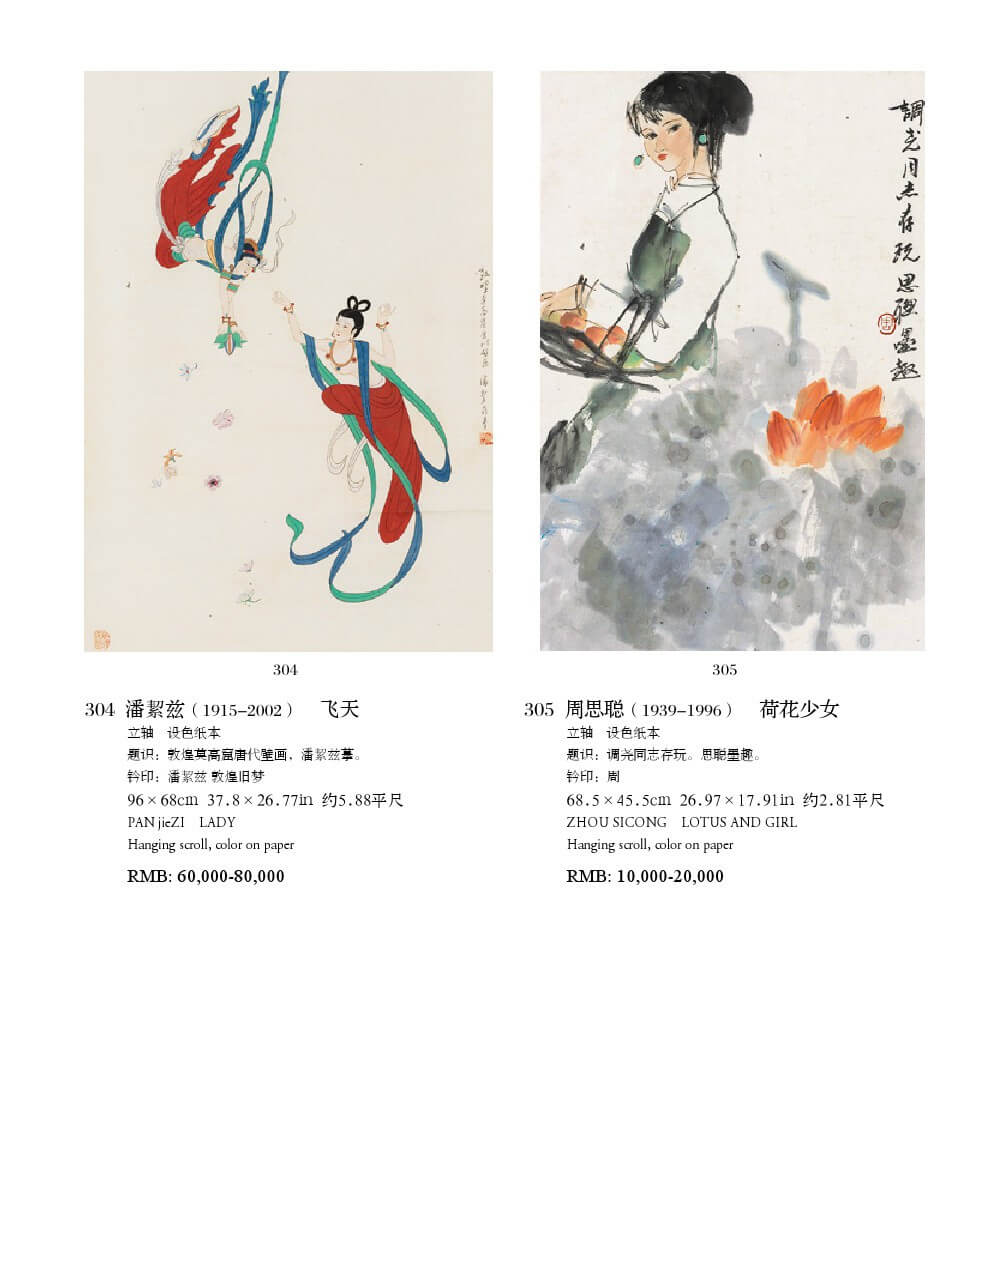 調尧同志存玩 思聰墨趣
304
305
304 潘絜兹（1915-2002） 飞天
立轴 设色纸本
题识：敦煌莫高窟唐代壁画，潘絜兹摹。
钤印：潘絜兹 敦煌旧梦
96×68cm 37.8×26.77in 约5.88平尺
PAN jieZI LADY
Hanging scroll, color on paper
RMB: 60,000-80,000
305 周思聪（1939-1996） 荷花少女
立轴 设色纸本
题识：调尧同志存玩。思聪墨趣。
钤印：周
68.5×45.5cm 26.97×17.91in 约2.81平尺
ZHOU SICONG LOTUS AND GIRL
Hanging scroll, color on paper
RMB: 10,000-20,000